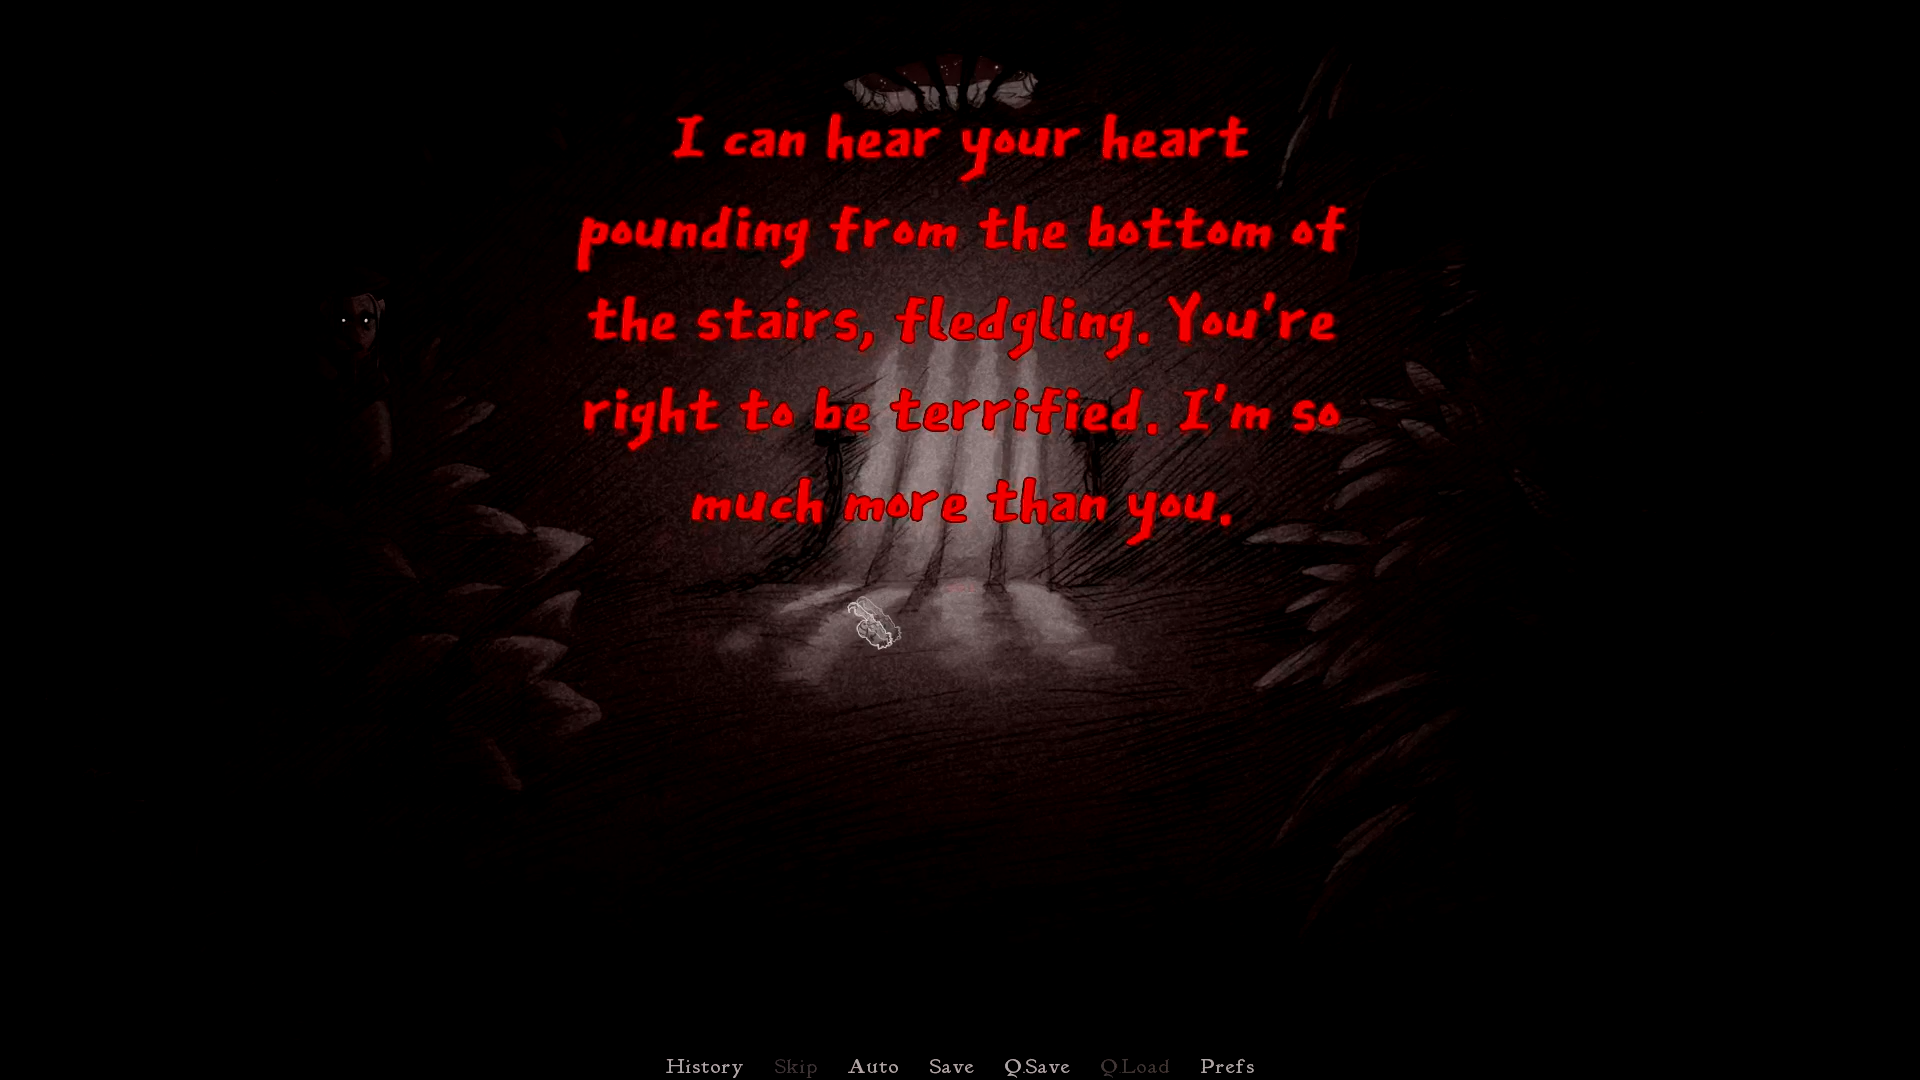 I can hear your heart
pounding from the bottom of
the stairs, fledgling. You're
right to be terrified. I'm so
much more than you.
History Skip Auto Save Q.Save Q.Load Prefs